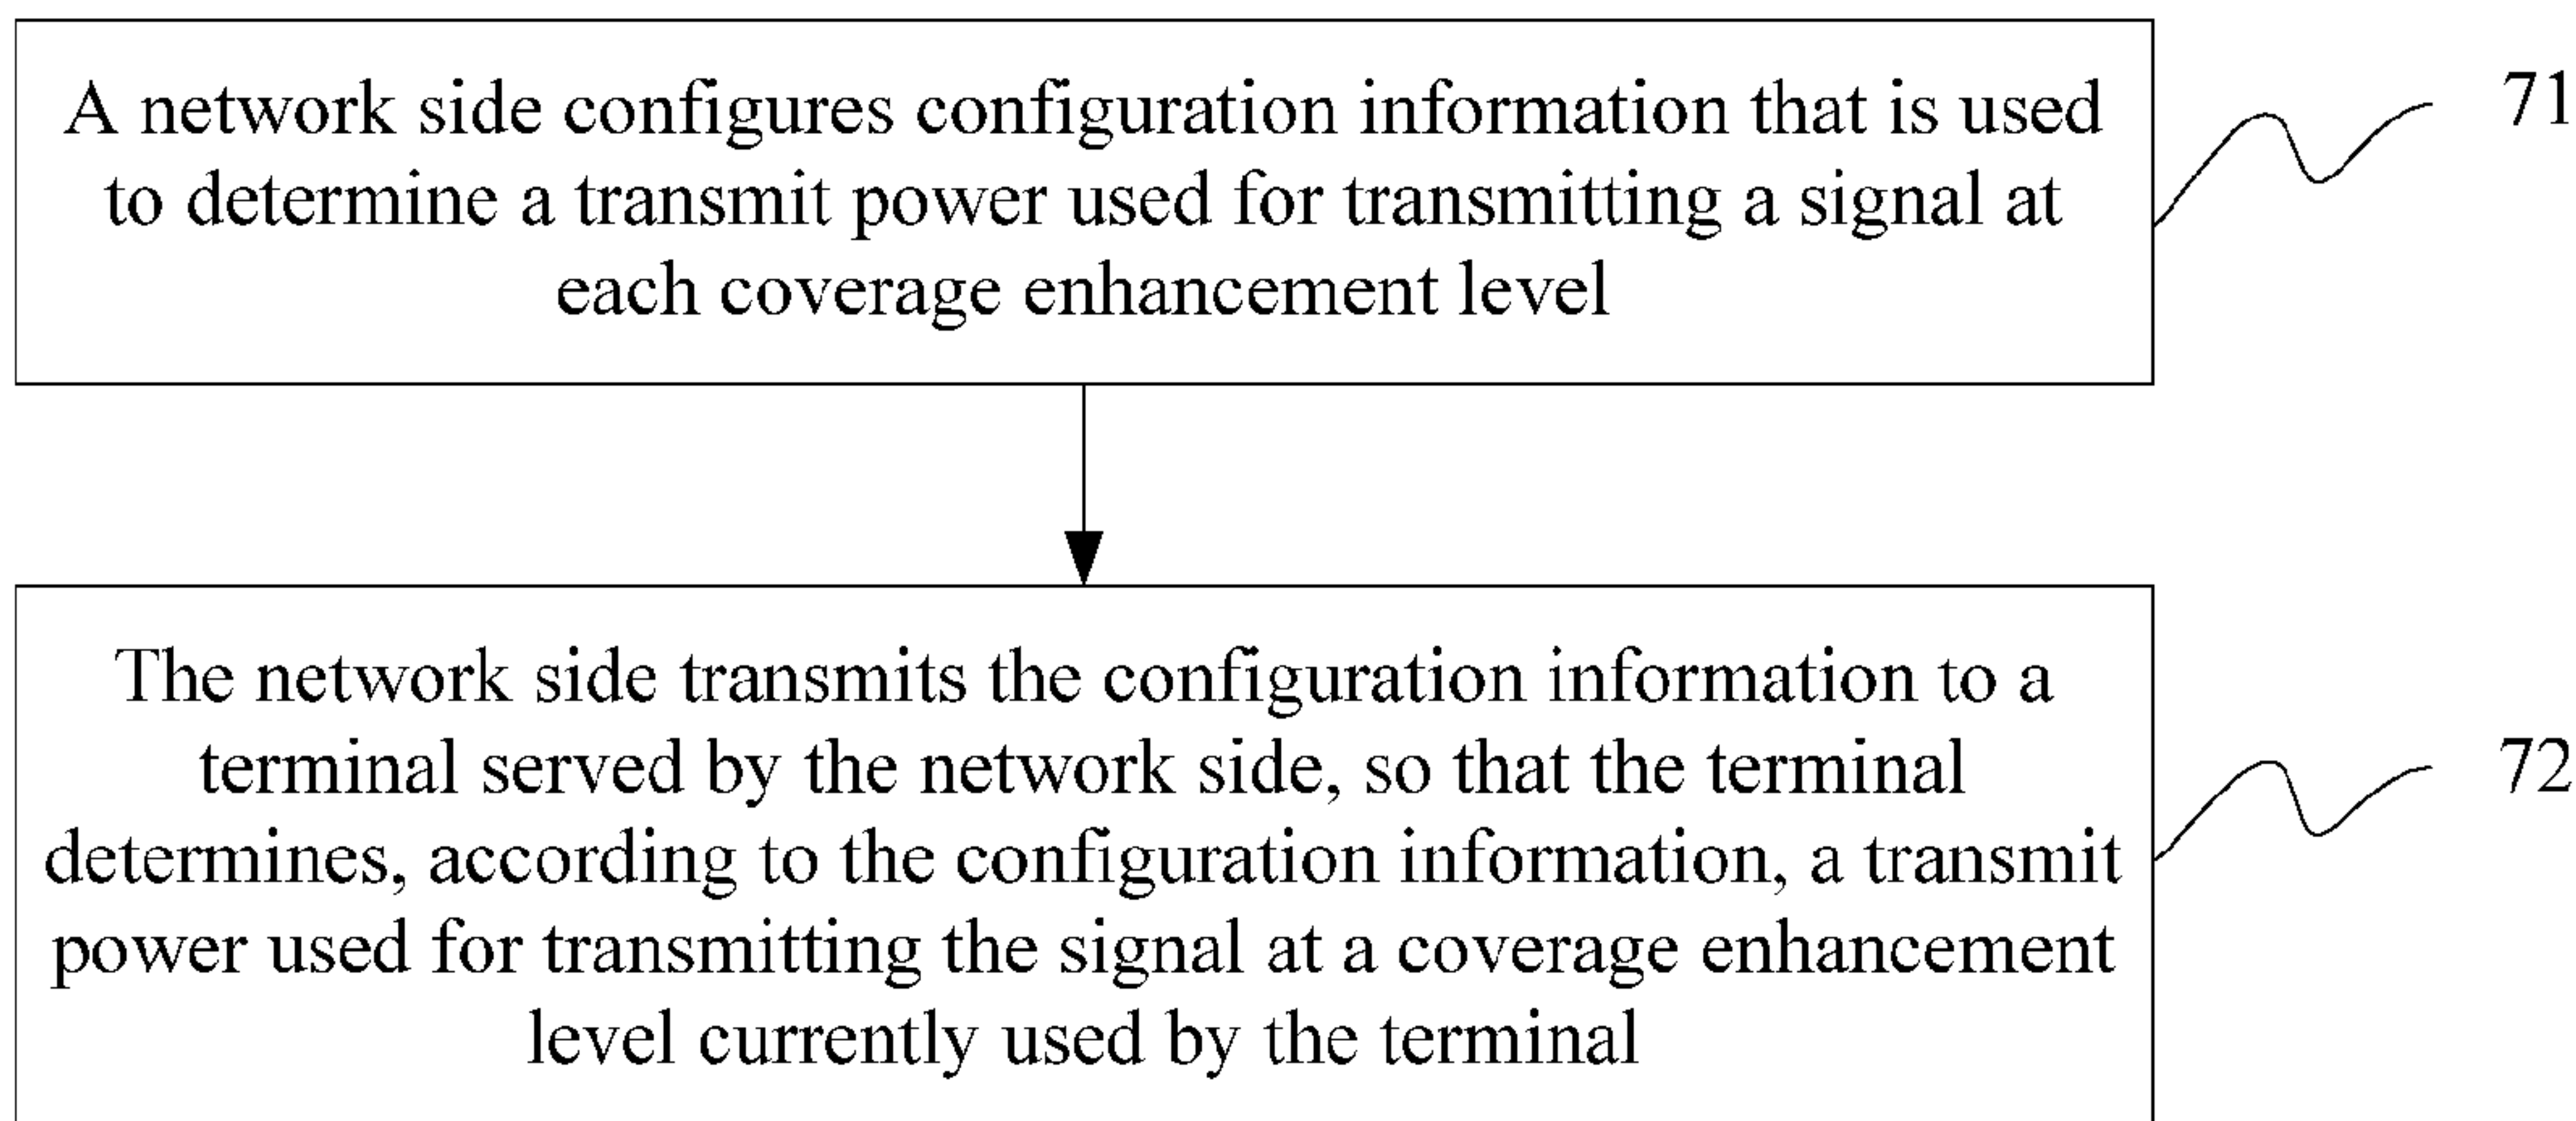 A network side configures configuration information that is used
to determine a transmit power used for transmitting a signal at
each coverage enhancement level
71
The network side transmits the configuration information to a
terminal served by the network side, so that the terminal
determines, according to the configuration information, a transmit
power used for transmitting the signal at a coverage enhancement
level currently used by the terminal
72